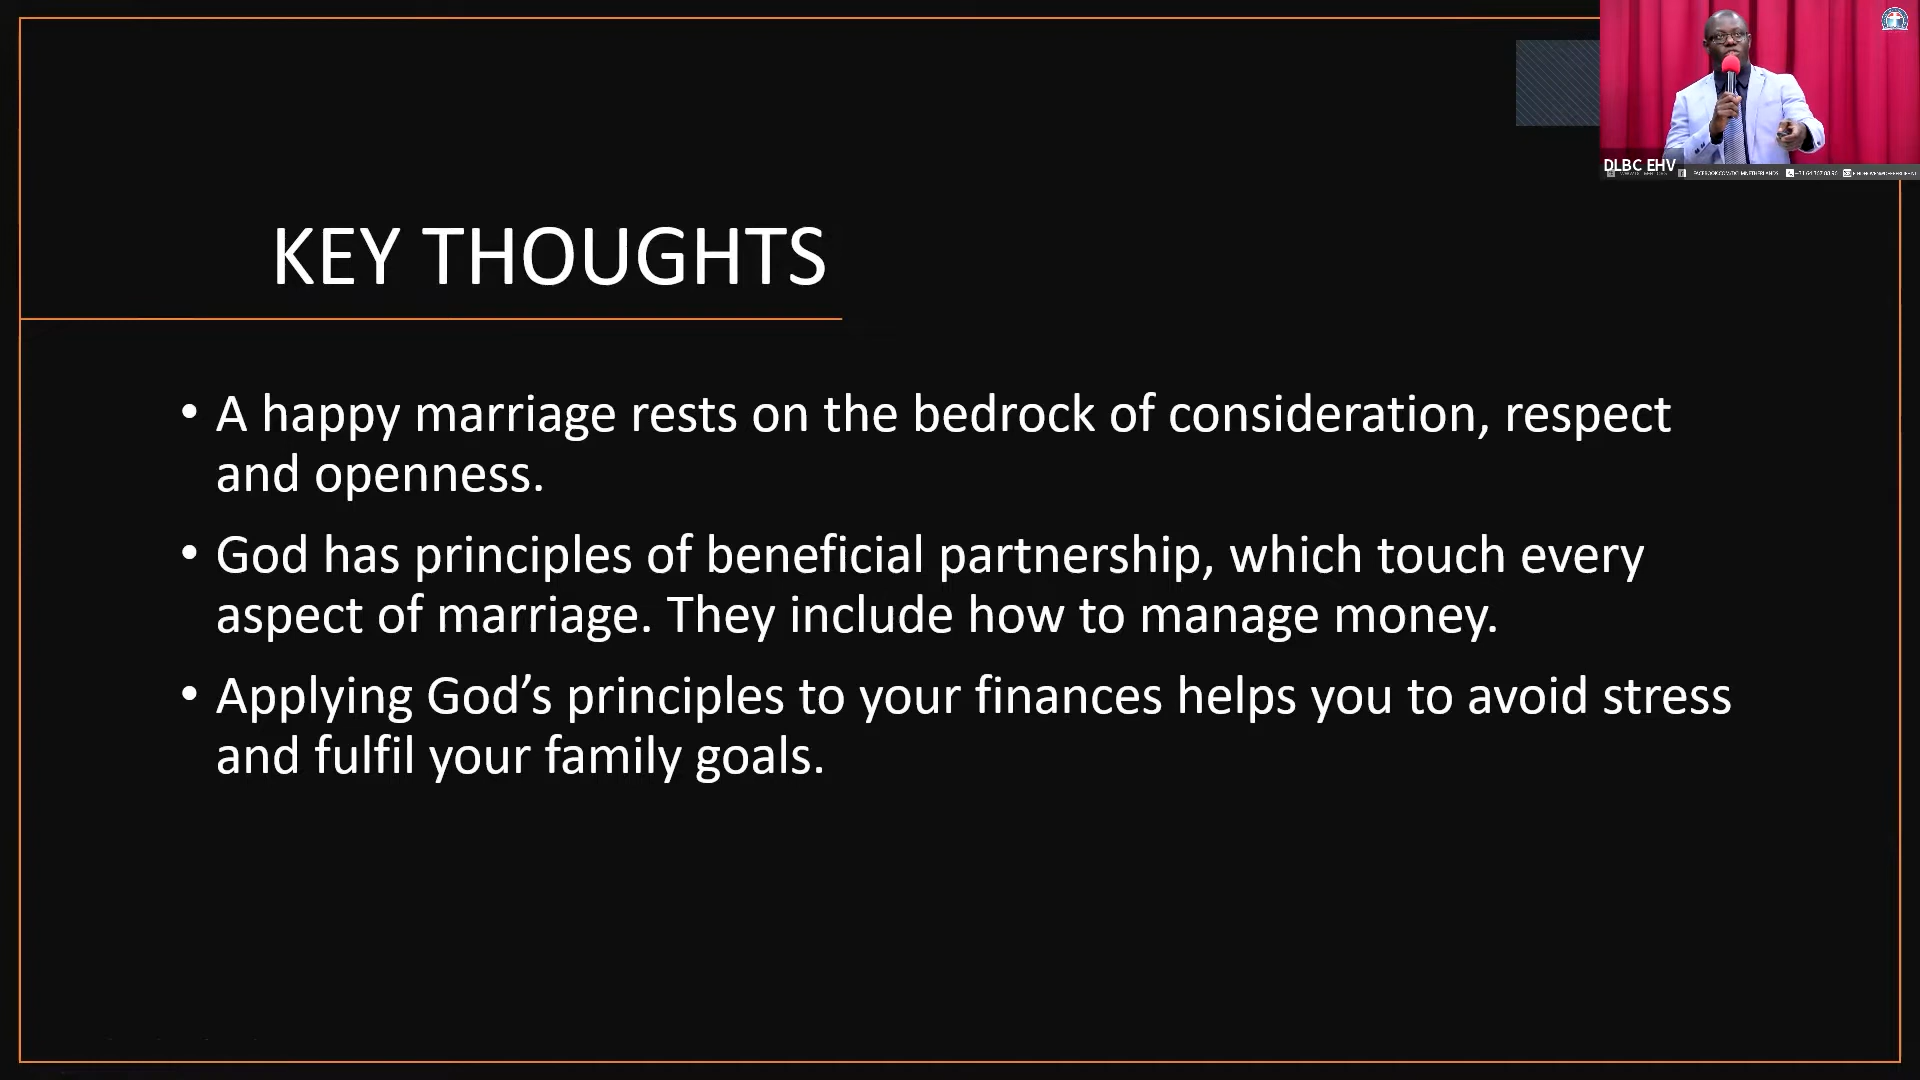 KEY THOUGHTS
• A happy marriage rests on the bedrock of consideration, respect
and openness.
• God has principles of beneficial partnership, which touch every
aspect of marriage. They include how to manage money.
• Applying God’s principles to your finances helps you to avoid stress
and fulfil your family goals.
DLBC EHV